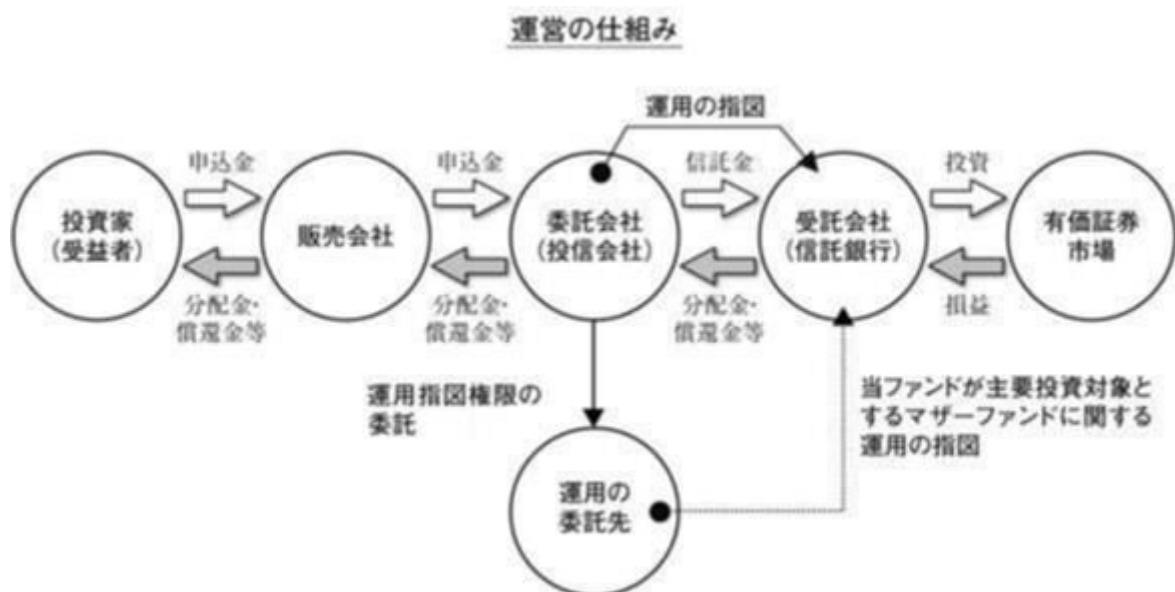 運営の仕組み
運用の指図
申込金
申込金
信託金
投資
投資家
(受益者)
販売会社
委託会社
(投信会社)
受託会社
(信託銀行)
有価証券
市場
分配金・
償還金等
分配金・
償還金等
分配金・
償還金等
損益
運用指図権限の
委託
当ファンドが主要投資対象と
するマザーファンドに関する
運用の指図
運用の
委託先